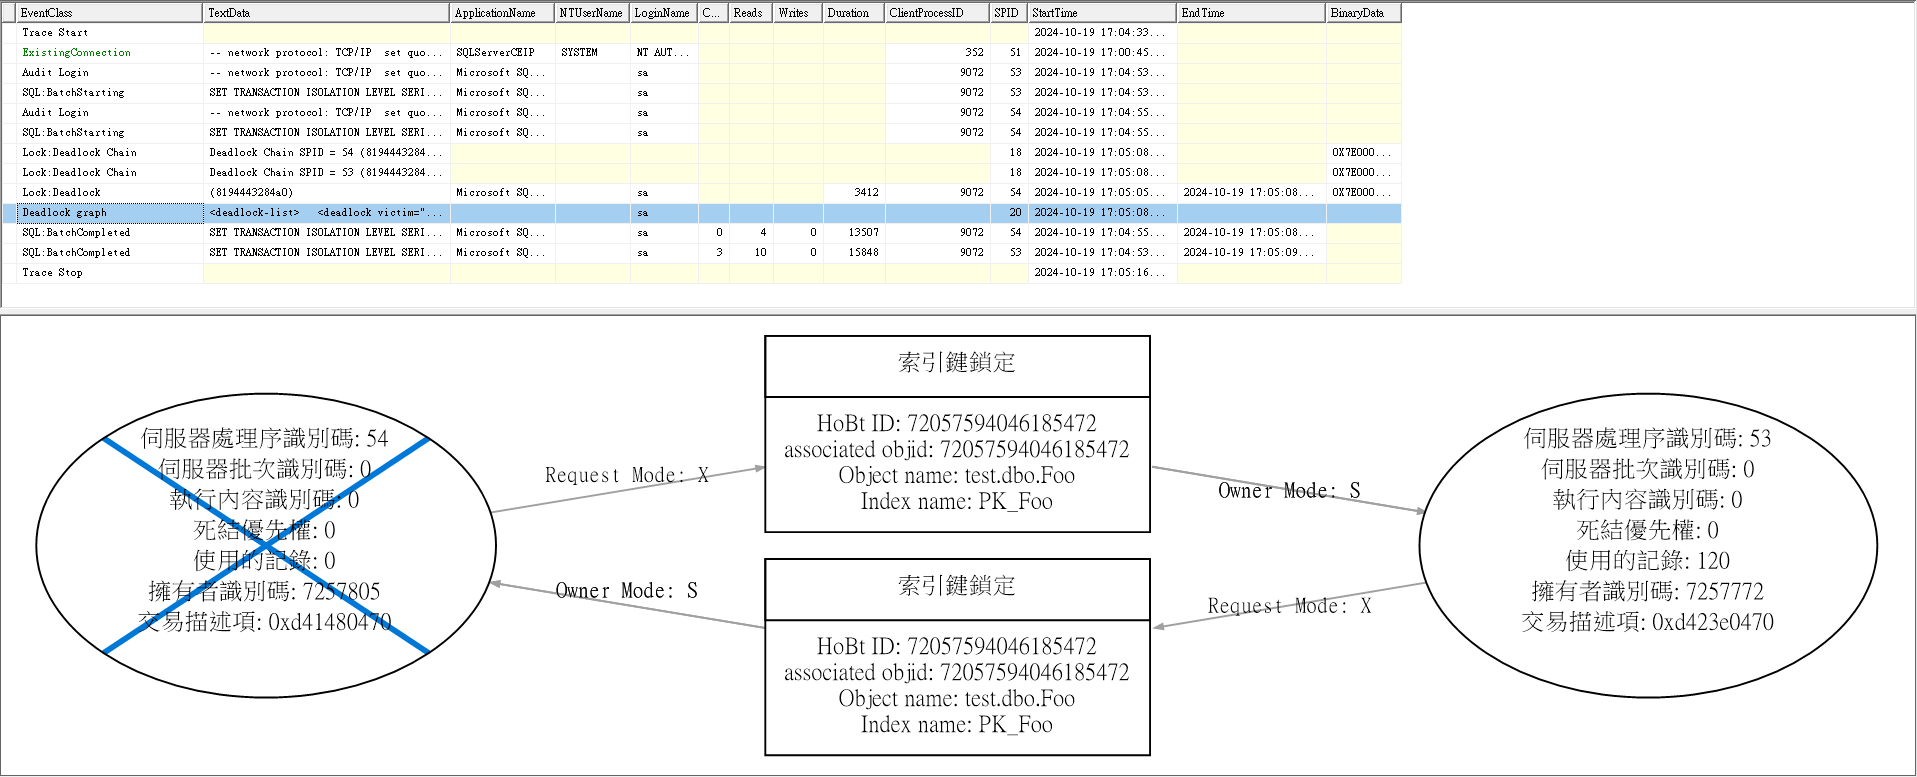 EventClass TextData ApplicationName NTUserName LoginName C... Reads Writes Duration ClientProcessID SPID StartTime EndTime BinaryData
Trace Start 2024-10-19 17:04:33...
ExistingConnection -- network protocol: TCP/IP set quo... SQLServerCEIP SYSTEM NT AUT... 352 51 2024-10-19 17:00:45...
Audit Login -- network protocol: TCP/IP set quo... Microsoft SQ... sa 9072 53 2024-10-19 17:04:53...
SQL:BatchStarting SET TRANSACTION ISOLATION LEVEL SERI... Microsoft SQ... sa 9072 53 2024-10-19 17:04:53...
Audit Login -- network protocol: TCP/IP set quo... Microsoft SQ... sa 9072 54 2024-10-19 17:04:55...
SQL:BatchStarting SET TRANSACTION ISOLATION LEVEL SERI... Microsoft SQ... sa 9072 54 2024-10-19 17:04:55...
Lock:Deadlock Chain Deadlock Chain SPID = 54 (8194443284... 18 2024-10-19 17:05:08... 0X7E000...
Lock:Deadlock Chain Deadlock Chain SPID = 53 (8194443284... 18 2024-10-19 17:05:08... 0X7E000...
Lock:Deadlock (8194443284a0) Microsoft SQ... sa 3412 9072 54 2024-10-19 17:05:05... 2024-10-19 17:05:08... 0X7E000...
Deadlock graph <deadlock-list> <deadlock victim="... sa 20 2024-10-19 17:05:08...
SQL:BatchCompleted SET TRANSACTION ISOLATION LEVEL SERI... Microsoft SQ... sa 0 4 0 13507 9072 54 2024-10-19 17:04:55... 2024-10-19 17:05:08...
SQL:BatchCompleted SET TRANSACTION ISOLATION LEVEL SERI... Microsoft SQ... sa 3 10 0 15848 9072 53 2024-10-19 17:04:53... 2024-10-19 17:05:09...
Trace Stop 2024-10-19 17:05:16...
伺服器處理序識別碼: 54
伺服器批次識別碼: 0
執行內容識別碼: 0
死結優先權: 0
使用的記錄: 0
擁有者識別碼: 7257805
交易描述項: 0xd41480470
Request Mode: X
Owner Mode: S
索引鍵鎖定
HoBt ID: 72057594046185472
associated objid: 72057594046185472
Object name: test.dbo.Foo
Index name: PK_Foo
索引鍵鎖定
HoBt ID: 72057594046185472
associated objid: 72057594046185472
Object name: test.dbo.Foo
Index name: PK_Foo
Owner Mode: S
Request Mode: X
伺服器處理序識別碼: 53
伺服器批次識別碼: 0
執行內容識別碼: 0
死結優先權: 0
使用的記錄: 120
擁有者識別碼: 7257772
交易描述項: 0xd423e0470